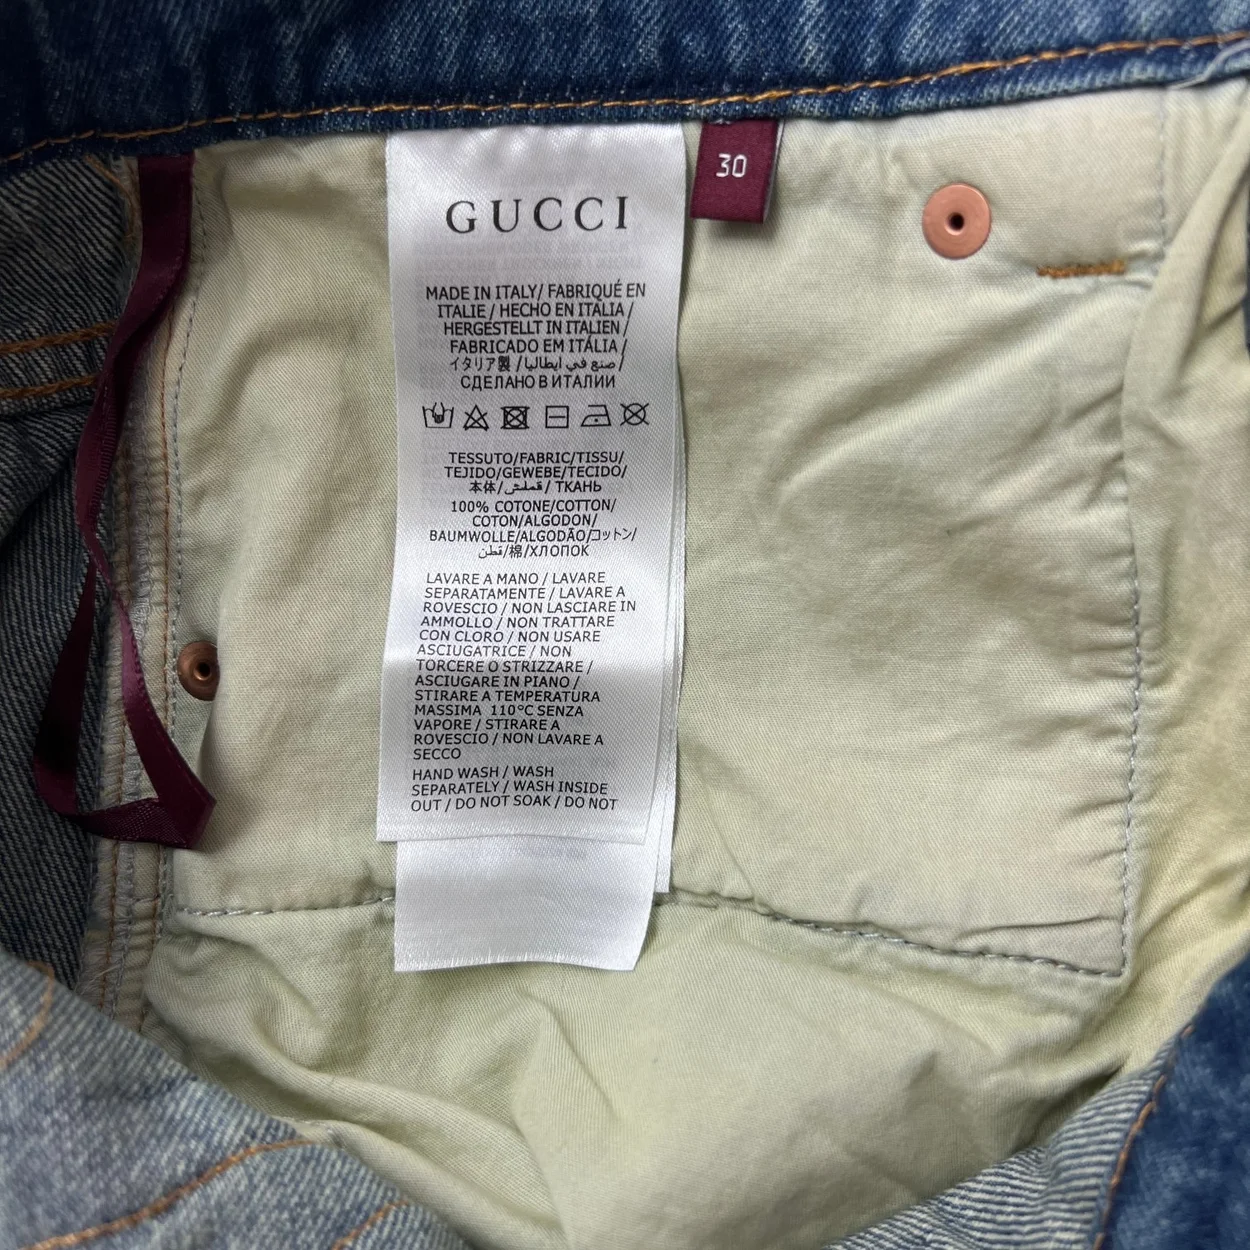 GUCCI
30
MADE IN ITALY/ FABRIQUÉ EN
ITALIE / HECHO EN ITALIA /
HERGESTELLT IN ITALIEN /
FABRICADO EM ITÁLIA /
イタリア製 / صنع في ايطاليا /
СДЕЛАНО В ИТАЛИИ
TESSUTO/FABRIC/TISSU/
TEJIDO/GEWEBE/TECIDO/
本体/قملش/ ТКАНЬ
100% COTONE/COTTON/
COTON/ALGODON/
BAUMWOLLE/ALGODÃO/コットン/
قطن/棉/ХЛОПОК
LAVARE A MANO / LAVARE
SEPARATAMENTE / LAVARE A
ROVESCIO / NON LASCIARE IN
AMMOLLO / NON TRATTARE
CON CLORO / NON USARE
ASCIUGATRICE / NON
TORCERE O STRIZZARE /
ASCIUGARE IN PIANO /
STIRARE A TEMPERATURA
MASSIMA 110°C SENZA
VAPORE / STIRARE A
ROVESCIO / NON LAVARE A
SECCO
HAND WASH / WASH
SEPARATELY / WASH INSIDE
OUT / DO NOT SOAK / DO NOT